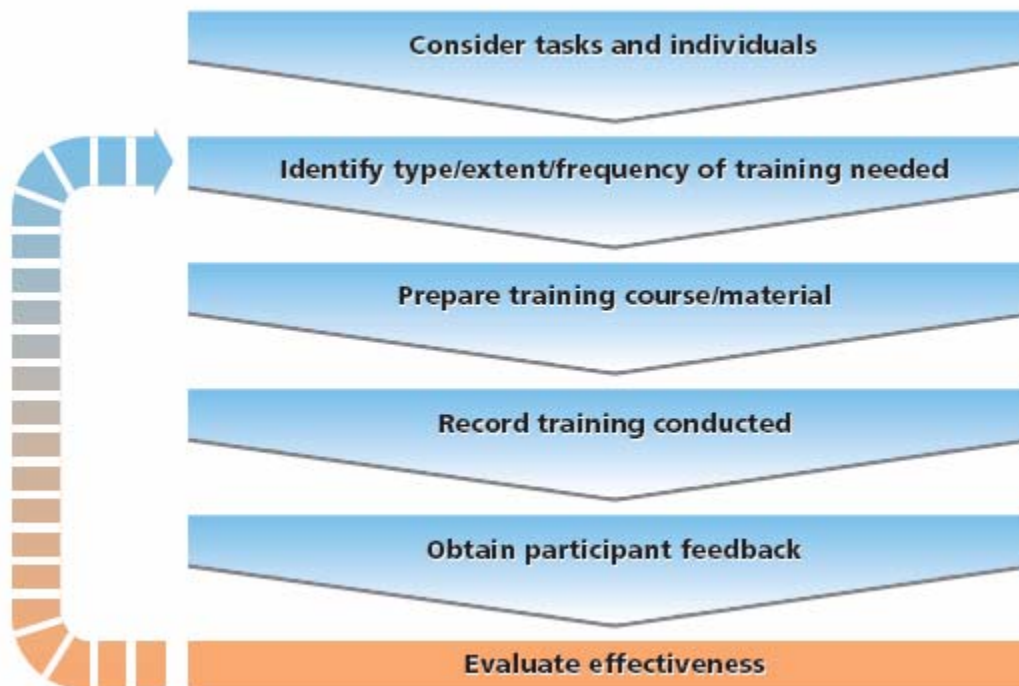 Consider tasks and individuals
Identify type/extent/frequency of training needed
Prepare training course/material
Record training conducted
Obtain participant feedback
Evaluate effectiveness